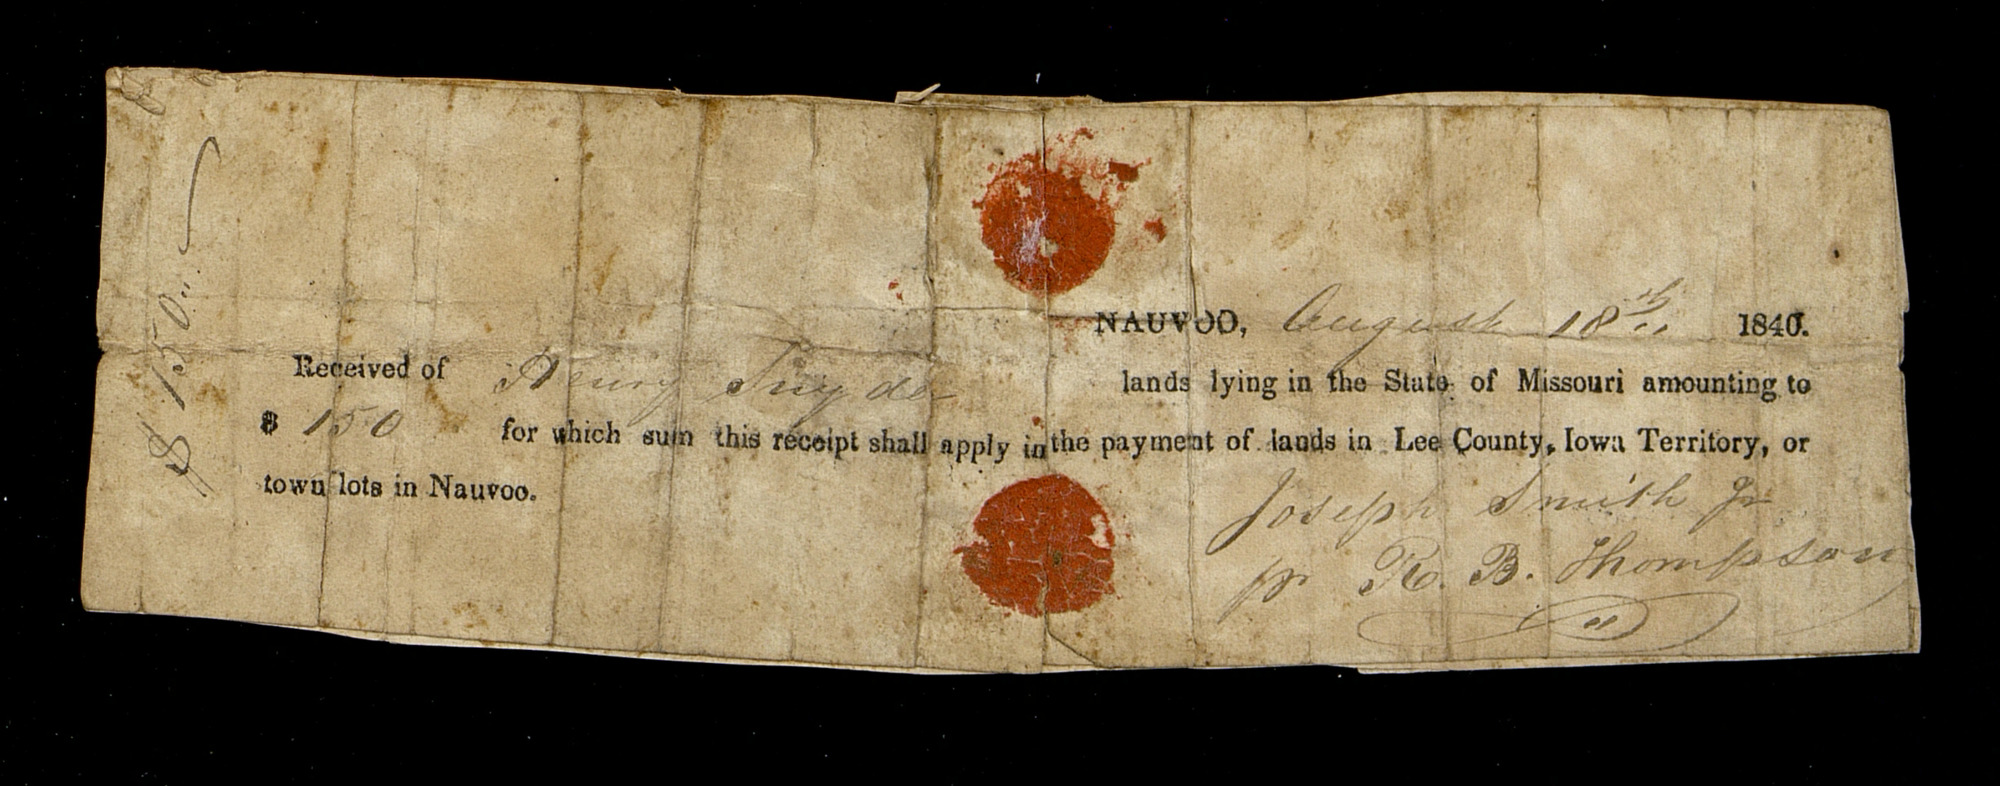 $ 150..
NAUVOO, August 18th.. 1840.
Received of Henry Snyder lands lying in the State of Missouri amounting to
$ 150 for which sum this receipt shall apply in the payment of lands in Lee County, Iowa Territory, or
town lots in Nauvoo.
Joseph Smith Jr
pr R. B. Thompson